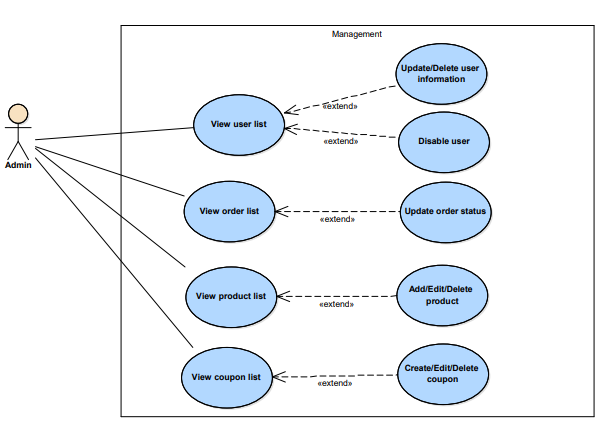 Management
Update/Delete user
information
«extend»
View user list
Disable user
«extend»
Admin
View order list
Update order status
«extend»
Add/Edit/Delete
product
View product list
«extend»
Create/Edit/Delete
coupon
View coupon list
«extend»